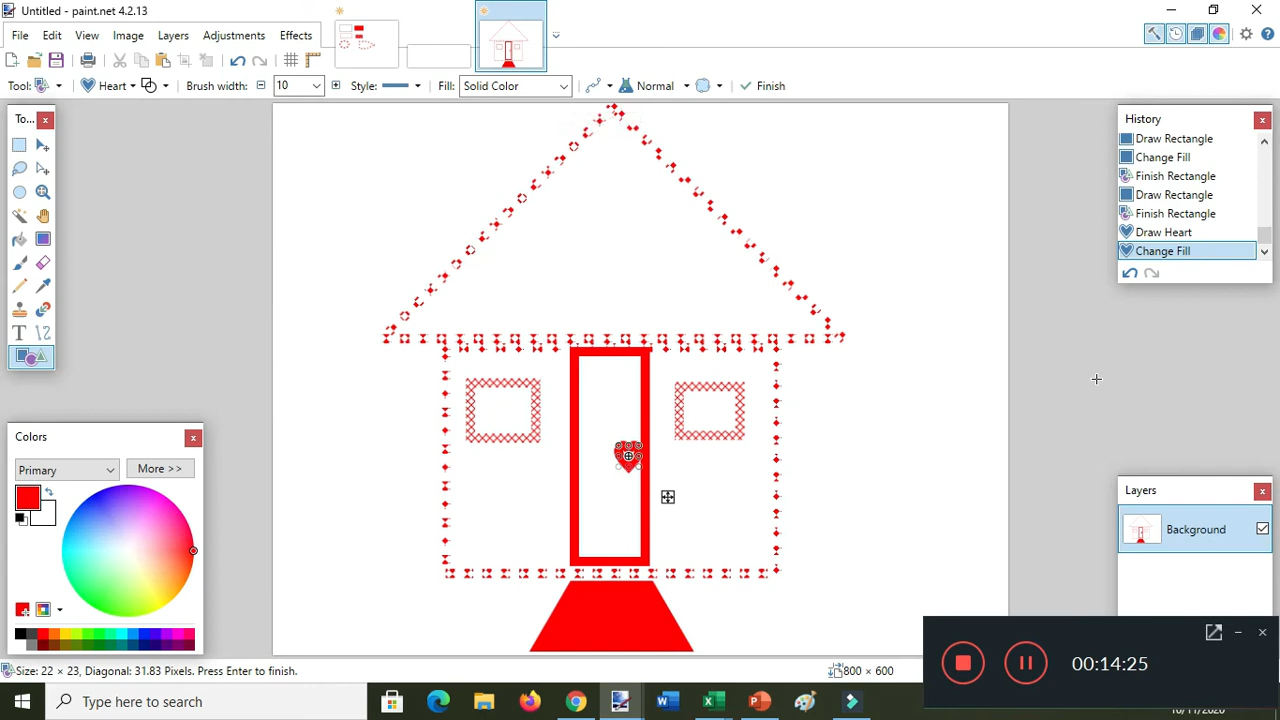 Untitled - paint.net 4.2.13
File Edit View Image Layers Adjustments Effects
Tool: Heart Brush width: 10 Style: Fill: Solid Color Normal Finish
To...
History
Draw Rectangle
Change Fill
Finish Rectangle
Draw Rectangle
Finish Rectangle
Draw Heart
Change Fill
Colors
Primary More >>
Layers
Background
Size: 22 × 23, Diagonal: 31.83 Pixels. Press Enter to finish.
800 × 600
00:14:25
Type here to search